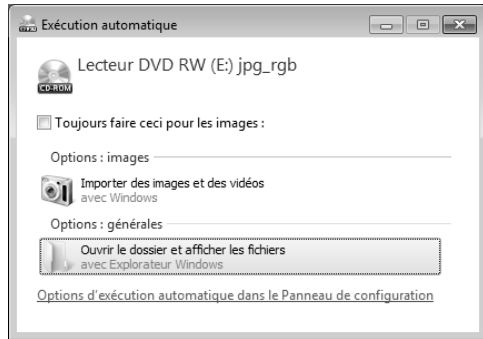 Exécution automatique
Lecteur DVD RW (E:) jpg_rgb
CD-ROM
Toujours faire ceci pour les images :
Options : images
Importer des images et des vidéos
avec Windows
Options : générales
Ouvrir le dossier et afficher les fichiers
avec Explorateur Windows
Options d'exécution automatique dans le Panneau de configuration